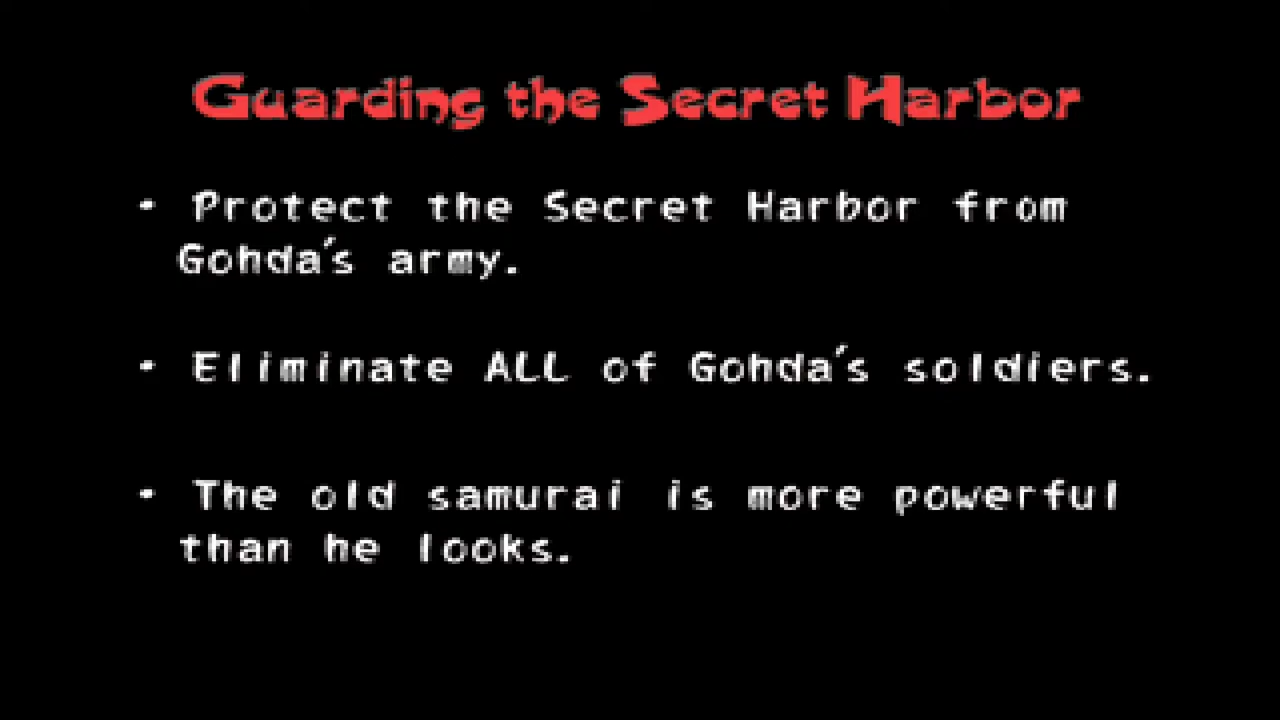 Guarding the Secret Harbor
• Protect the Secret Harbor from
Gohda's army.
• Eliminate ALL of Gohda's soldiers.
• The old samurai is more powerful
than he looks.